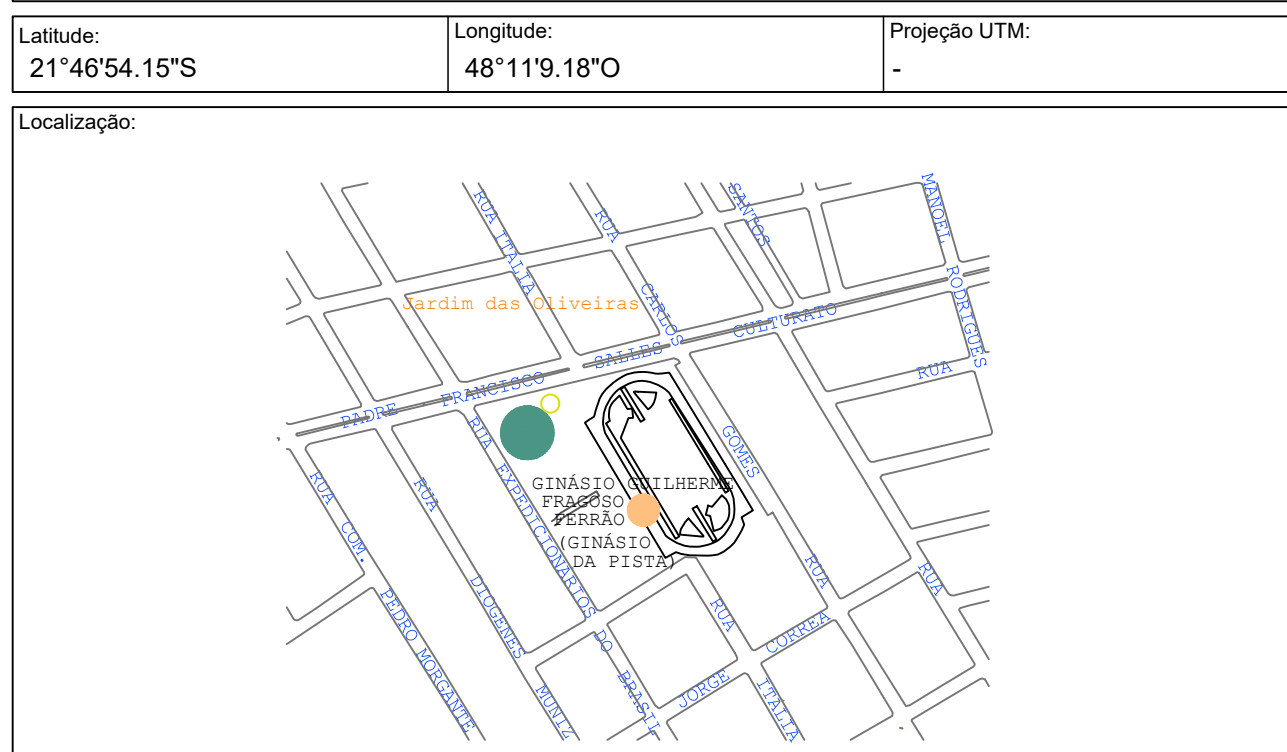 Latitude:
21°46'54.15"S
Longitude:
48°11'9.18"O
Projeção UTM:
-
Localização:
RUA ITÁLIA
RUA
CARLOS
GOMES
SANTOS
MANOEL
RODRIGUES
Jardim das Oliveiras
PADRE FRANCISCO SALLES CULTURATO
RUA
RUA EXPEDICIONARIOS DO BRASIL
GINÁSIO GUILHERME
FRAGOSO
FERRÃO
(GINÁSIO
DA PISTA)
RUA COM. PEDRO MORGANTE
RUA DIOGENES MUNIZ
RUA ITÁLIA
RUA
RUA
JORGE CORREA